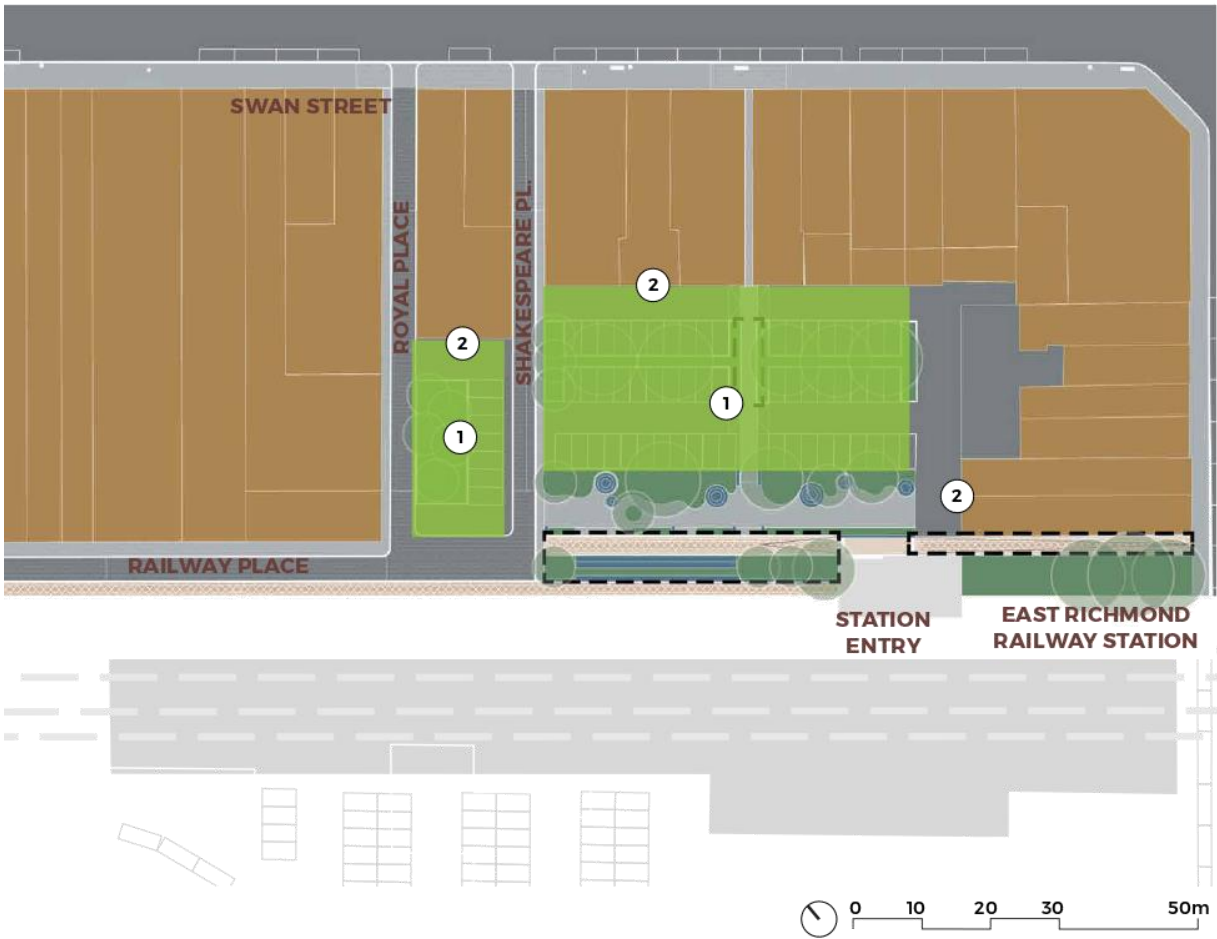 SWAN STREET
ROYAL PLACE
SHAKESPEARE PL.
2
2
1
1
2
RAILWAY PLACE
STATION
ENTRY
EAST RICHMOND
RAILWAY STATION
0 10 20 30 50m